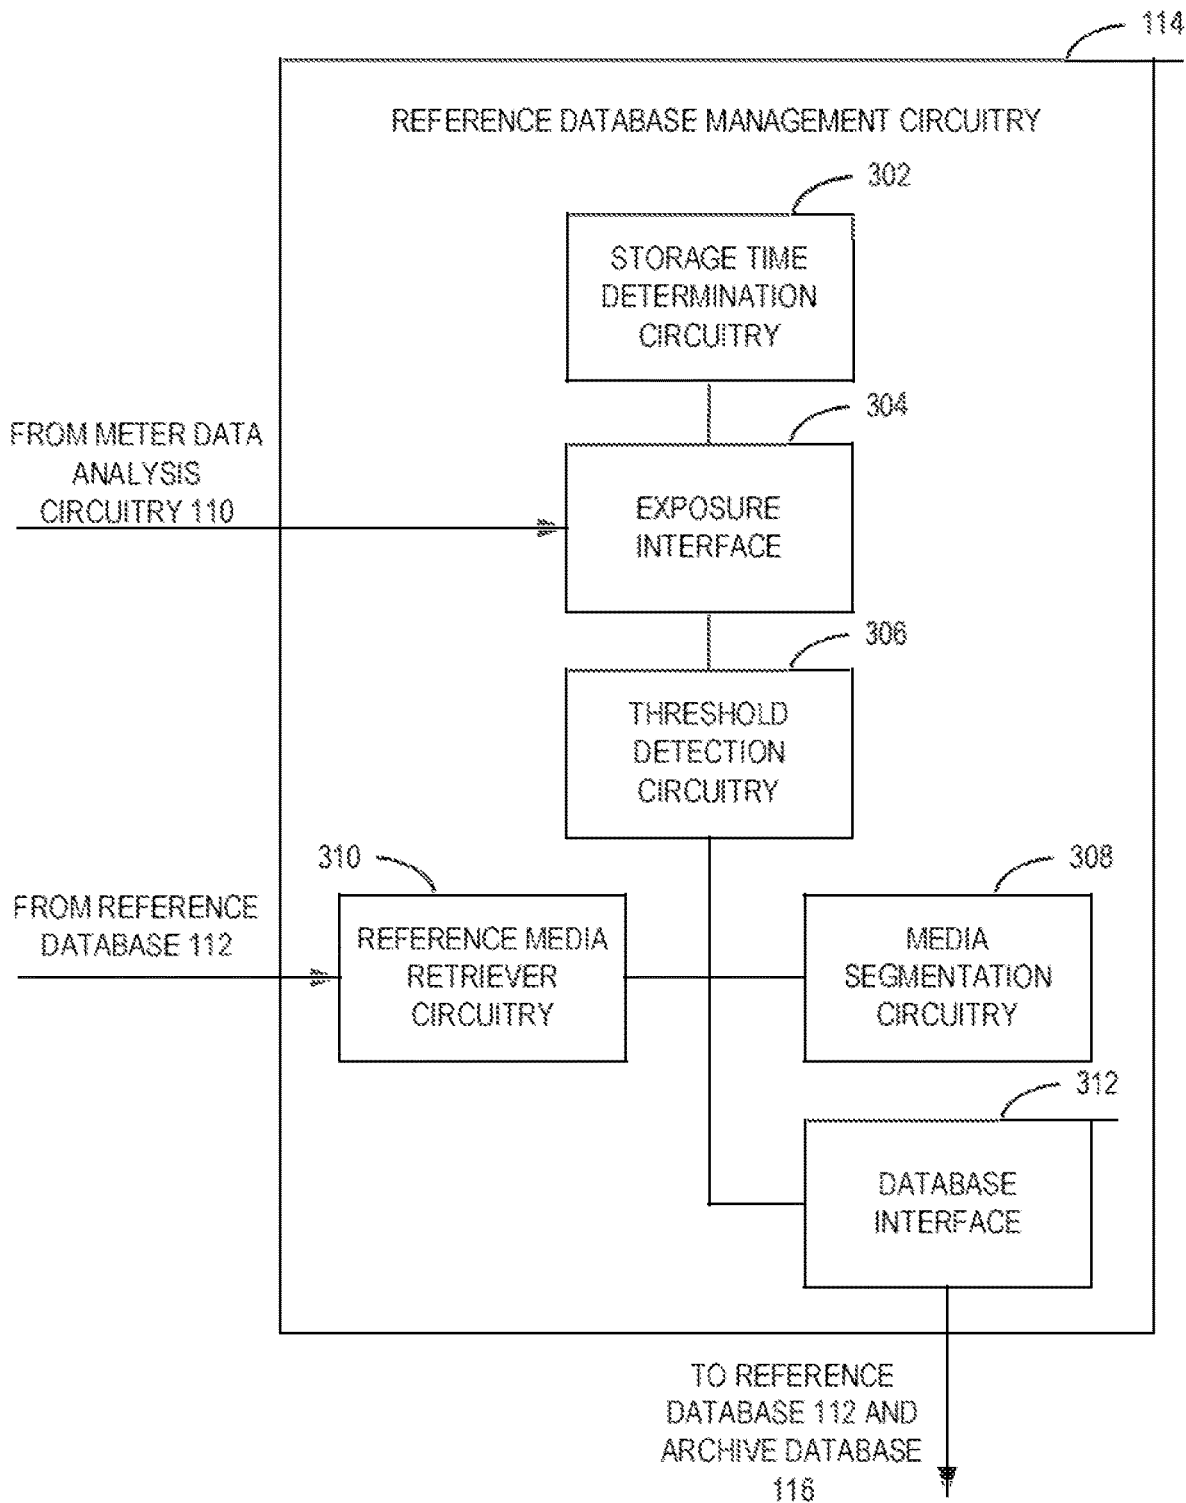 114
REFERENCE DATABASE MANAGEMENT CIRCUITRY
302
STORAGE TIME
DETERMINATION
CIRCUITRY
304
FROM METER DATA
ANALYSIS
CIRCUITRY 110
EXPOSURE
INTERFACE
306
THRESHOLD
DETECTION
CIRCUITRY
310
308
FROM REFERENCE
DATABASE 112
REFERENCE MEDIA
RETRIEVER
CIRCUITRY
MEDIA
SEGMENTATION
CIRCUITRY
312
DATABASE
INTERFACE
TO REFERENCE
DATABASE 112 AND
ARCHIVE DATABASE
116